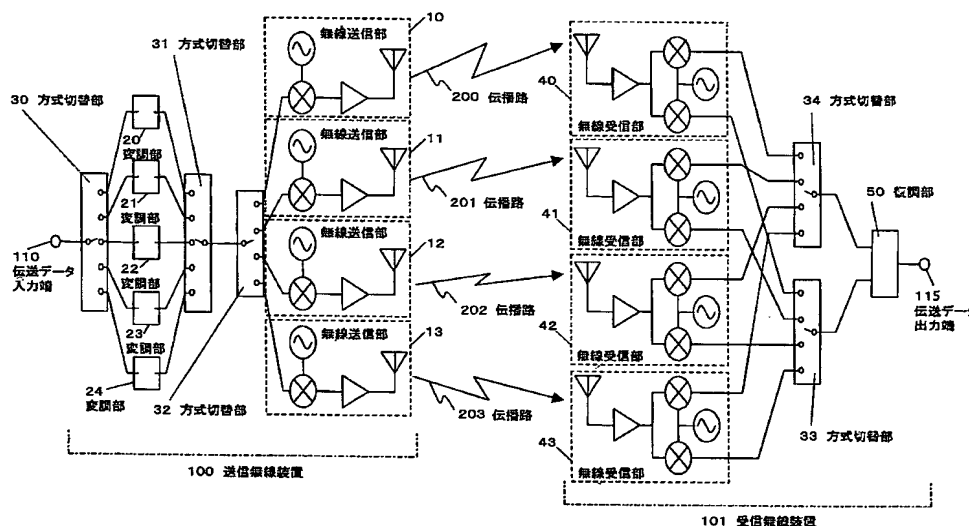 10
無線送信部
31 方式切替部
30 方式切替部
20
変調部
21
変調部
22
変調部
23
変調部
24
変調部
110
伝送データ
入力端
32 方式切替部
200 伝播路
11
無線送信部
201 伝播路
12
無線送信部
202 伝播路
13
無線送信部
203 伝播路
100 送信無線装置
40
無線受信部
41
無線受信部
42
無線受信部
43
無線受信部
34 方式切替部
50 復調部
115
伝送データ
出力端
33 方式切替部
101 受信無線装置